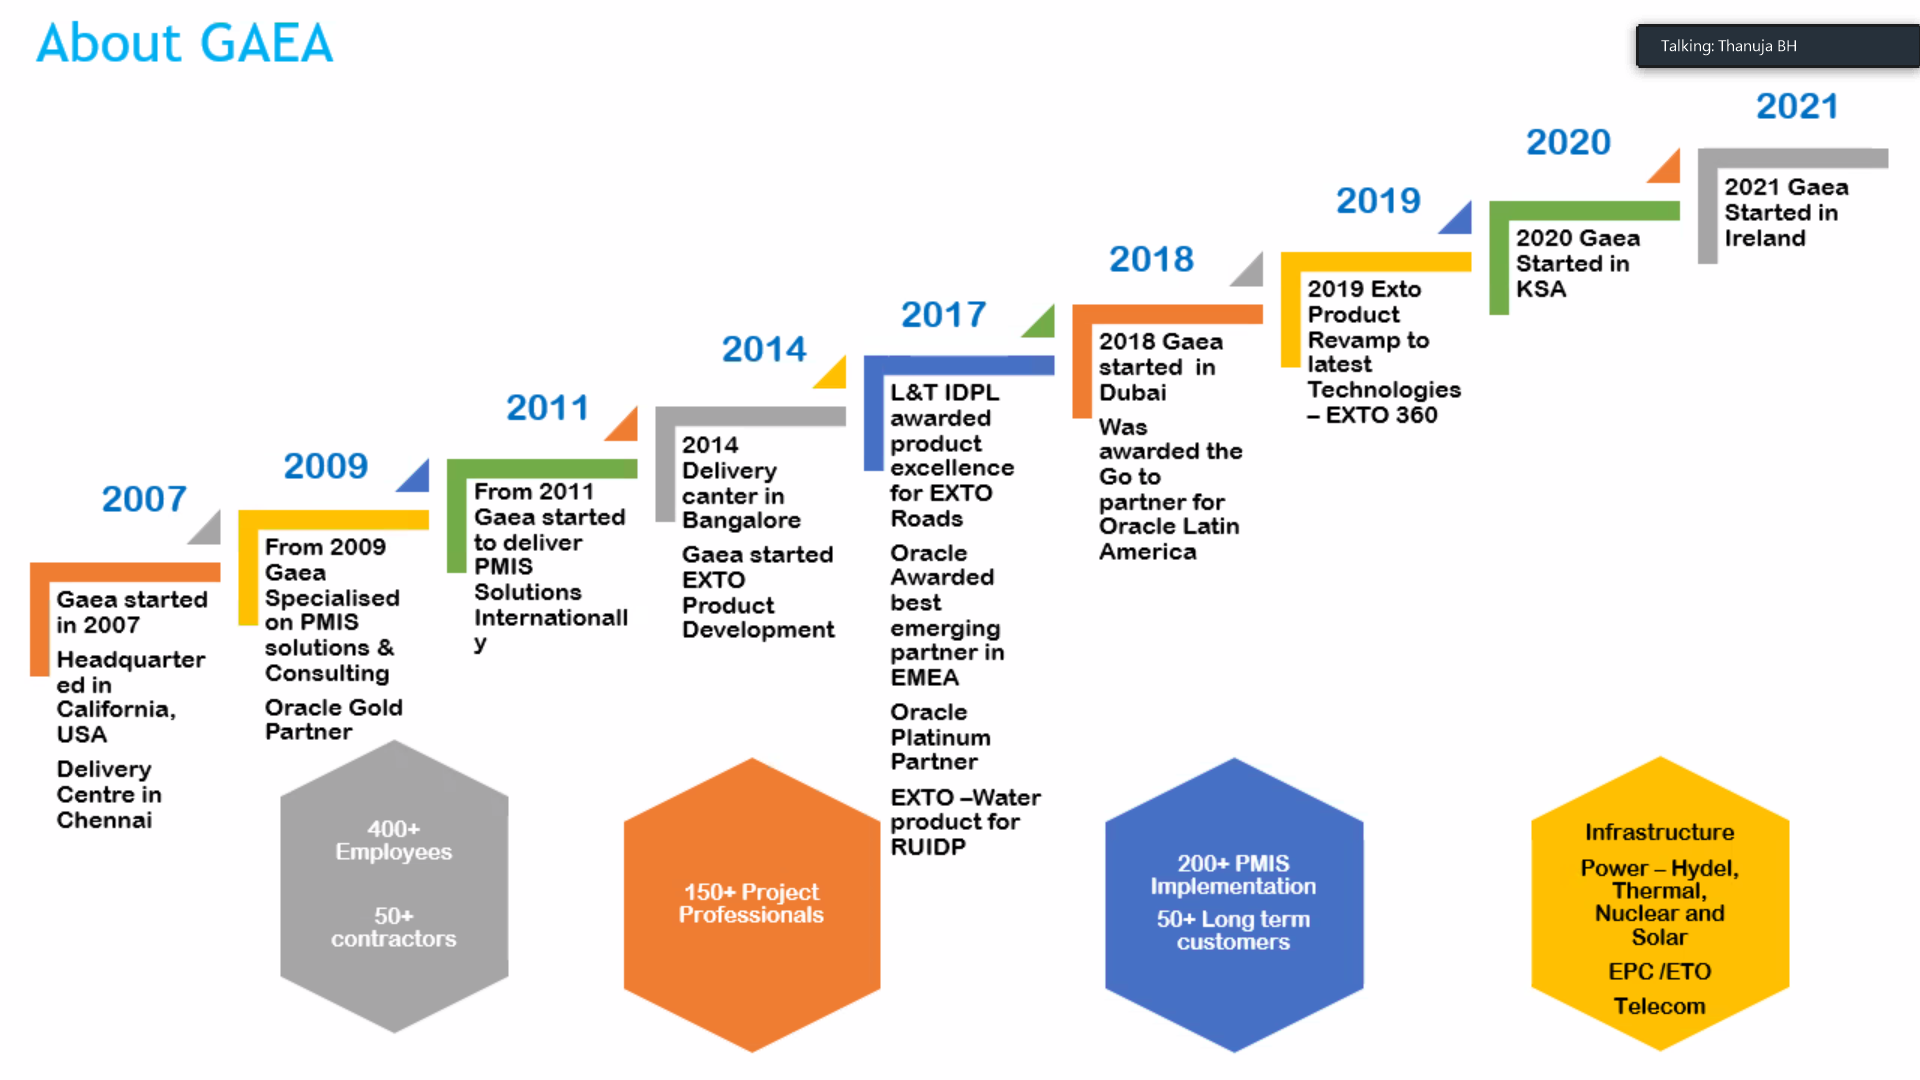 About GAEA
Talking: Thanuja BH
2007
Gaea started
in 2007
Headquarter
ed in
California,
USA
Delivery
Centre in
Chennai
2009
From 2009
Gaea
Specialised
on PMIS
solutions &
Consulting
Oracle Gold
Partner
2011
From 2011
Gaea started
to deliver
PMIS
Solutions
Internationall
y
2014
2014
Delivery
canter in
Bangalore
Gaea started
EXTO
Product
Development
2017
L&T IDPL
awarded
product
excellence
for EXTO
Roads
Oracle
Awarded
best
emerging
partner in
EMEA
Oracle
Platinum
Partner
EXTO –Water
product for
RUIDP
2018
2018 Gaea
started in
Dubai
Was
awarded the
Go to
partner for
Oracle Latin
America
2019
2019 Exto
Product
Revamp to
latest
Technologies
– EXTO 360
2020
2020 Gaea
Started in
KSA
2021
2021 Gaea
Started in
Ireland
400+
Employees
50+
contractors
150+ Project
Professionals
200+ PMIS
Implementation
50+ Long term
customers
Infrastructure
Power – Hydel,
Thermal,
Nuclear and
Solar
EPC /ETO
Telecom